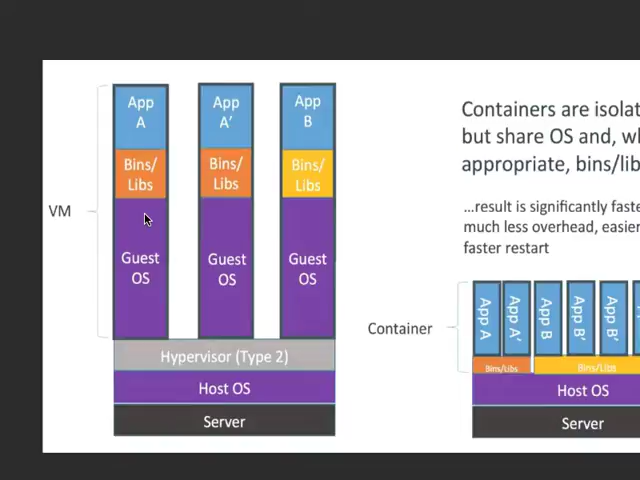 App
A
App
A'
App
B
Bins/
Libs
Bins/
Libs
Bins/
Libs
VM
Guest
OS
Guest
OS
Guest
OS
Hypervisor (Type 2)
Host OS
Server
Containers are isolat
but share OS and, wh
appropriate, bins/lib
...result is significantly faste
much less overhead, easier
faster restart
Container
App A
App A'
App B
App B'
App B'
Bins/Libs
Bins/Libs
Host OS
Server